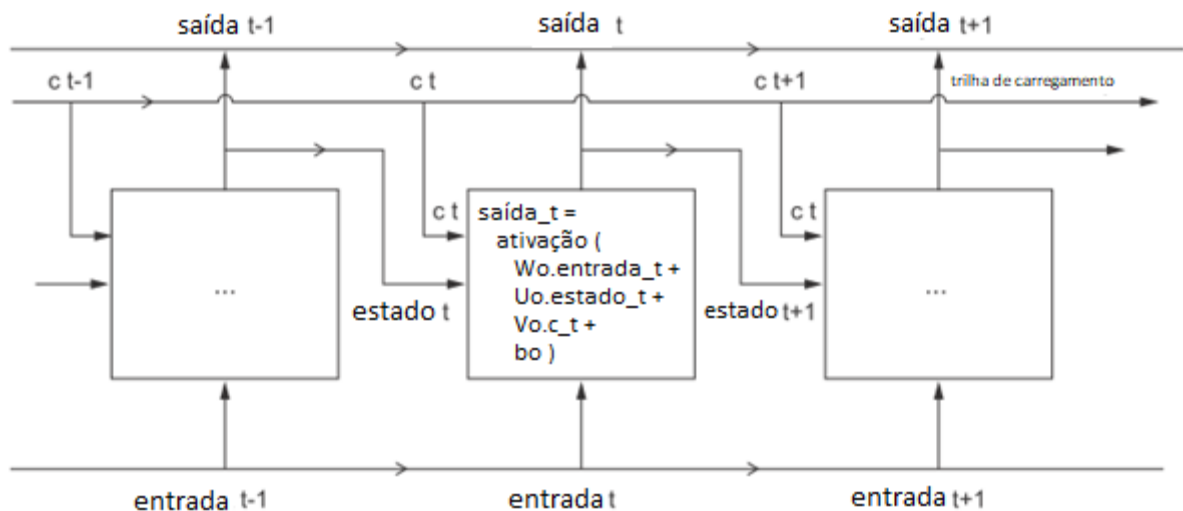 saída t-1
saída t
saída t+1
c t-1
c t
c t+1
trilha de carregamento
c t
saída_t =
ativação (
Wo.entrada_t +
Uo.estado_t +
Vo.c_t +
bo )
c t
...
...
estado t
estado t+1
entrada t-1
entrada t
entrada t+1